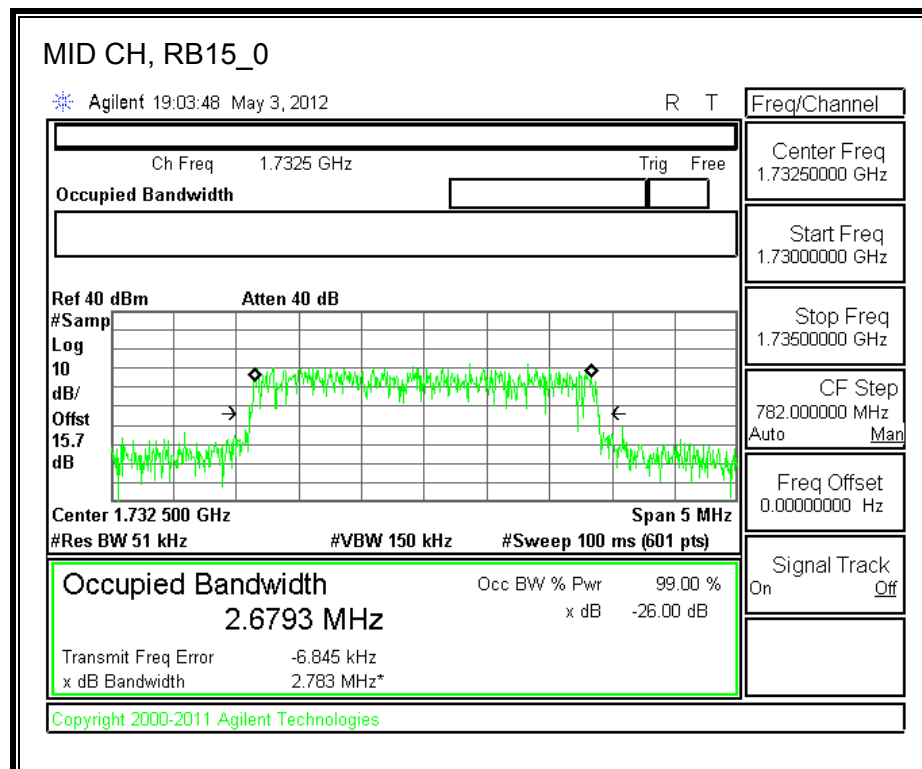 MID CH, RB15_0
Agilent 19:03:48 May 3, 2012 R T
Freq/Channel
Ch Freq 1.7325 GHz Trig Free
Occupied Bandwidth
Center Freq
1.73250000 GHz
Start Freq
1.73000000 GHz
Stop Freq
1.73500000 GHz
CF Step
782.000000 MHz
Auto Man
Freq Offset
0.00000000 Hz
Signal Track
On Off
Ref 40 dBm Atten 40 dB
#Samp
Log
10
dB/
Offst
15.7
dB
Center 1.732 500 GHz Span 5 MHz
#Res BW 51 kHz #VBW 150 kHz #Sweep 100 ms (601 pts)
Occupied Bandwidth Occ BW % Pwr 99.00 %
2.6793 MHz x dB -26.00 dB
Transmit Freq Error -6.845 kHz
x dB Bandwidth 2.783 MHz*
Copyright 2000-2011 Agilent Technologies